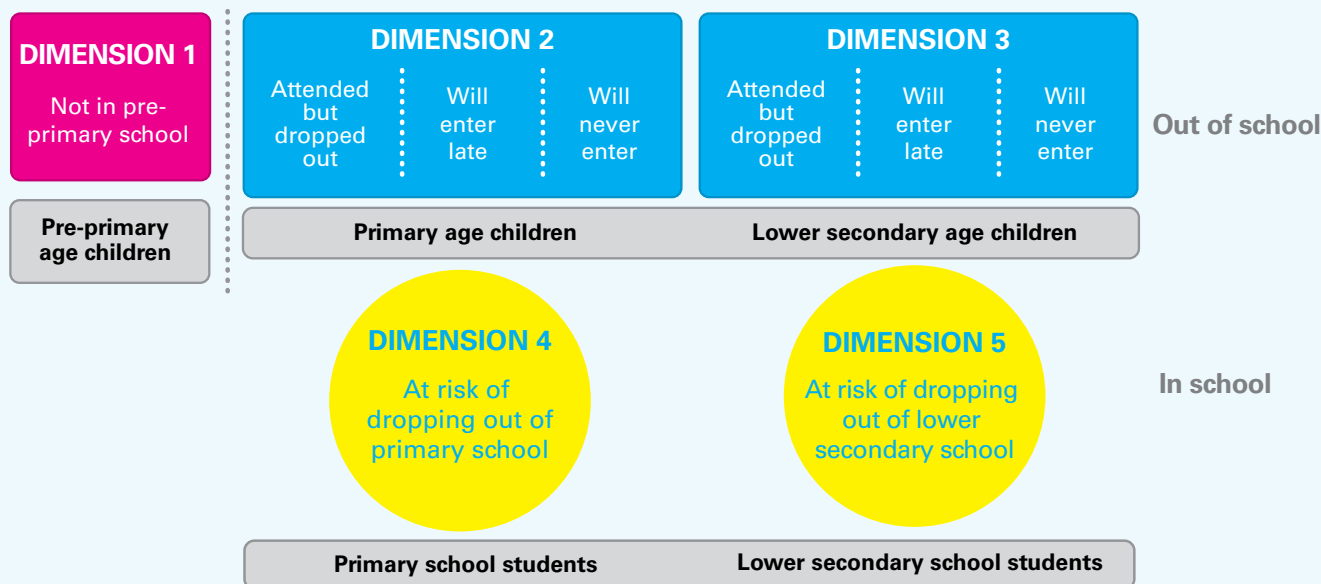 DIMENSION 1
Not in pre-
primary school
DIMENSION 2
Attended
but
dropped
out
Will
enter
late
Will
never
enter
DIMENSION 3
Attended
but
dropped
out
Will
enter
late
Will
never
enter
Out of school
Pre-primary
age children
Primary age children
Lower secondary age children
DIMENSION 4
At risk of
dropping out of
primary school
DIMENSION 5
At risk of dropping
out of lower
secondary school
In school
Primary school students
Lower secondary school students